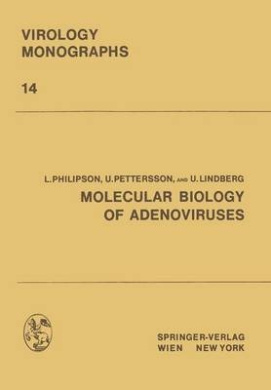 VIROLOGY
MONOGRAPHS
14
L. PHILIPSON, U. PETTERSSON, AND U. LINDBERG
MOLECULAR BIOLOGY
OF ADENOVIRUSES
SPRINGER-VERLAG
WIEN NEW YORK